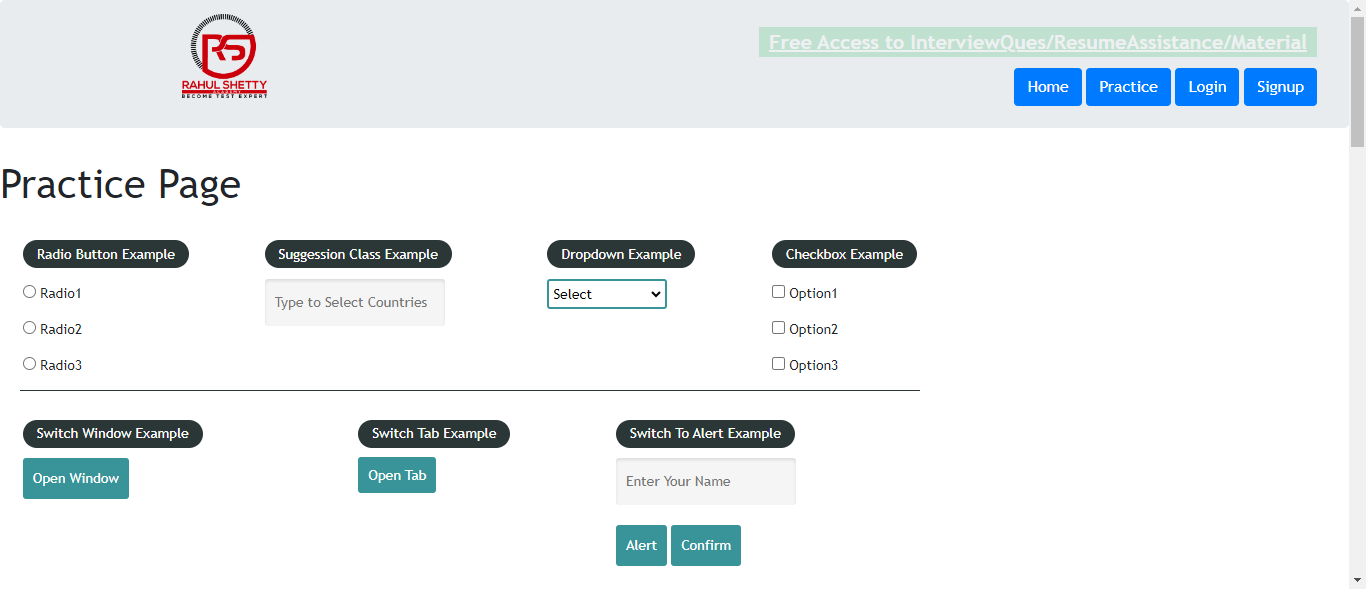 RS
RAHUL SHETTY
ACADEMY
BECOME TEST EXPERT
Free Access to InterviewQues/ResumeAssistance/Material
Home Practice Login Signup
Practice Page
Radio Button Example
Radio1
Radio2
Radio3
Suggession Class Example
Type to Select Countries
Dropdown Example
Select
Checkbox Example
Option1
Option2
Option3
Switch Window Example
Open Window
Switch Tab Example
Open Tab
Switch To Alert Example
Enter Your Name
Alert Confirm